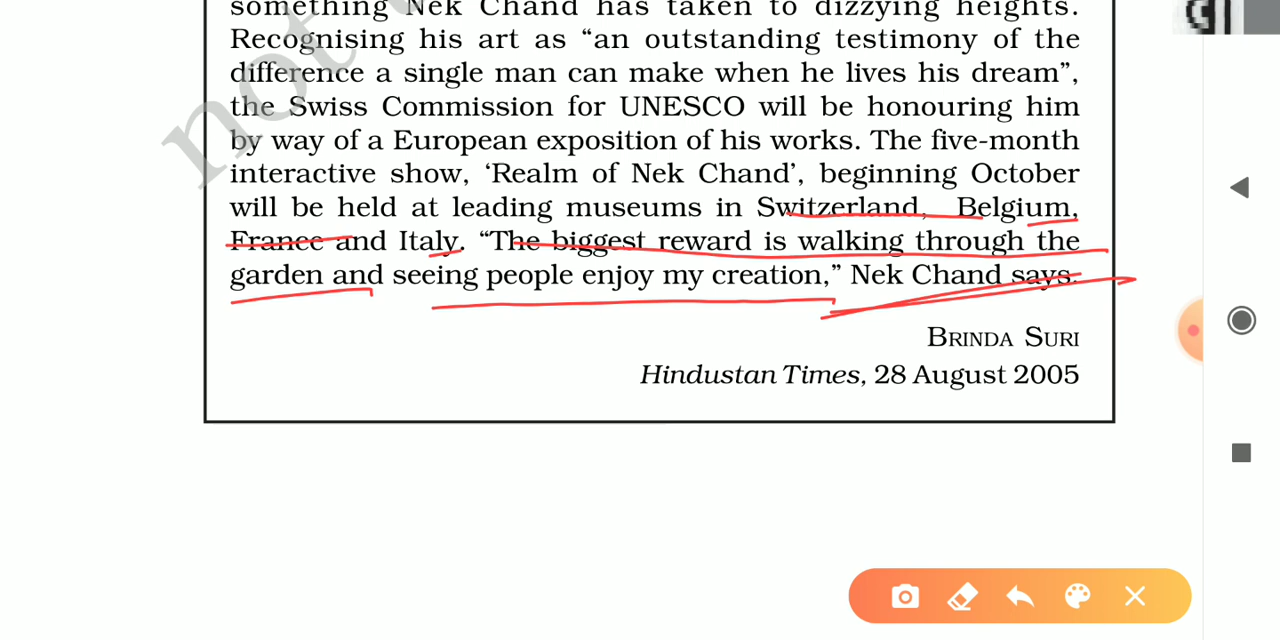 something Nek Chand has taken to dizzying heights.
Recognising his art as “an outstanding testimony of the
difference a single man can make when he lives his dream”,
the Swiss Commission for UNESCO will be honouring him
by way of a European exposition of his works. The five-month
interactive show, ‘Realm of Nek Chand’, beginning October
will be held at leading museums in Switzerland, Belgium,
France and Italy. “The biggest reward is walking through the
garden and seeing people enjoy my creation,” Nek Chand says.
BRINDA SURI
Hindustan Times, 28 August 2005
not